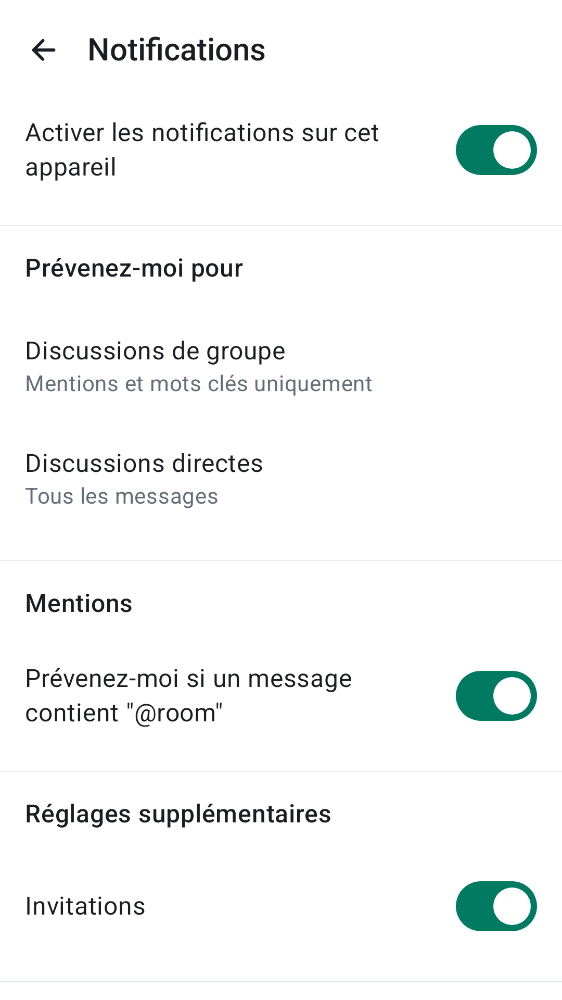 Notifications
Activer les notifications sur cet
appareil
Prévenez-moi pour
Discussions de groupe
Mentions et mots clés uniquement
Discussions directes
Tous les messages
Mentions
Prévenez-moi si un message
contient "@room"
Réglages supplémentaires
Invitations